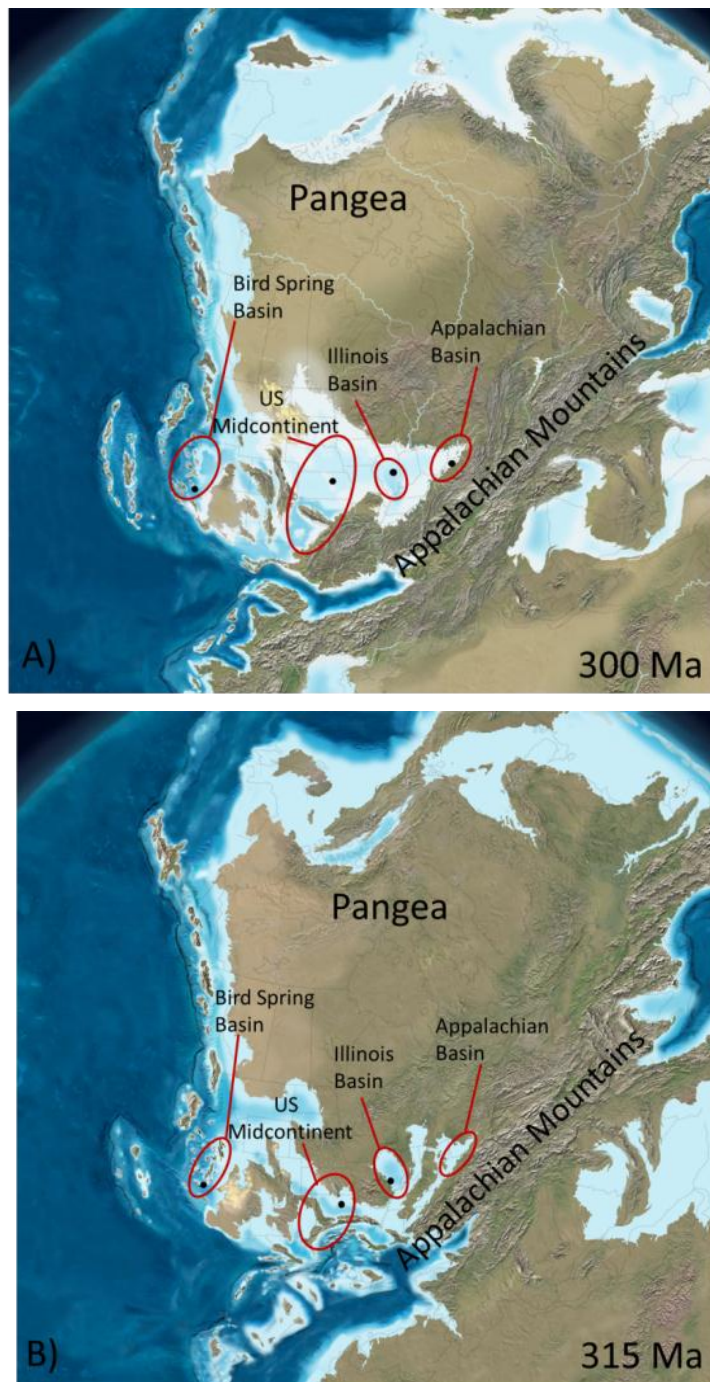 Pangea
Bird Spring
Basin
Appalachian
Basin
Illinois
Basin
US
Midcontinent
Appalachian Mountains
A)
300 Ma
Pangea
Bird Spring
Basin
Appalachian
Basin
Illinois
Basin
US
Midcontinent
Appalachian Mountains
B)
315 Ma